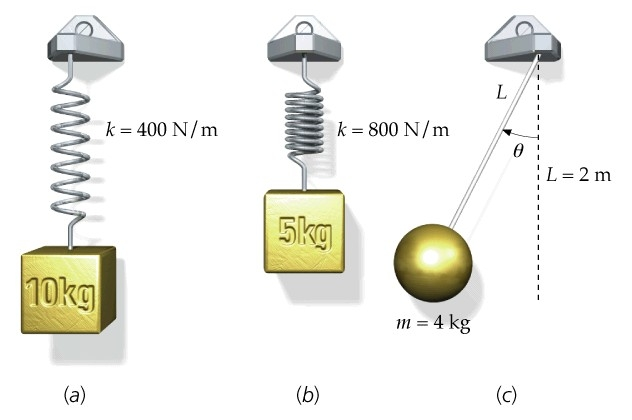 k = 400 N/m
10kg
(a)
k = 800 N/m
5kg
(b)
L
θ
L = 2 m
m = 4 kg
(c)